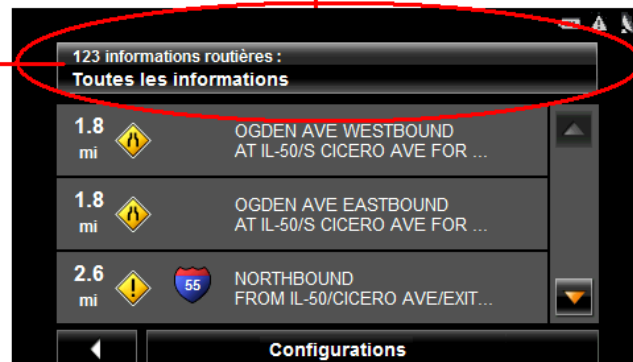 123 informations routières :
Toutes les informations
1.8
mi
OGDEN AVE WESTBOUND
AT IL-50/S CICERO AVE FOR ...
1.8
mi
OGDEN AVE EASTBOUND
AT IL-50/S CICERO AVE FOR ...
2.6
mi
!
55
NORTHBOUND
FROM IL-50/CICERO AVE/EXIT...
Configurations